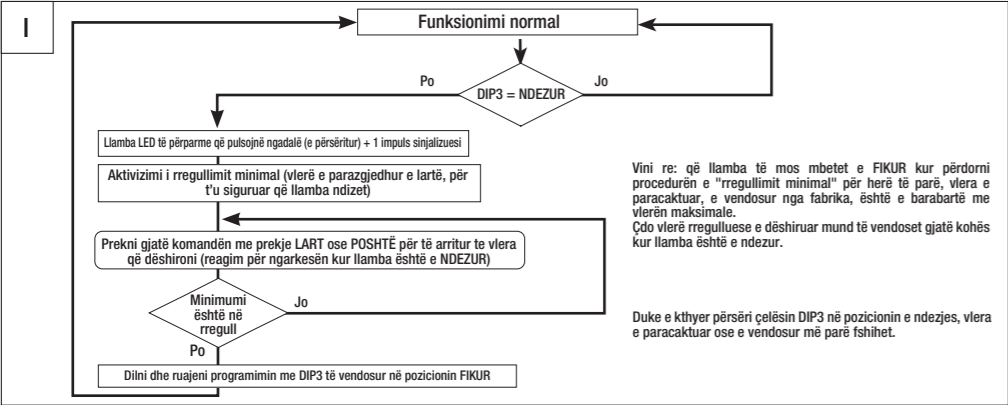 I
Funksionimi normal
Po
Jo
DIP3 = NDEZUR
Llamba LED të përparme që pulsojnë ngadalë (e përsëritur) + 1 impuls sinjalizuesi
Aktivizimi i rregullimit minimal (vlerë e parazgjedhur e lartë, për
t'u siguruar që llamba ndizet)
Prekni gjatë komandën me prekje LART ose POSHTË për të arritur te vlera
që dëshironi (reagim për ngarkesën kur llamba është e NDEZUR)
Minimumi
është në
rregull
Jo
Po
Dilni dhe ruajeni programimin me DIP3 të vendosur në pozicionin FIKUR
Vini re: që llamba të mos mbetet e FIKUR kur përdorni
procedurën e "rregullimit minimal" për herë të parë, vlera e
paracaktuar, e vendosur nga fabrika, është e barabartë me
vlerën maksimale.
Çdo vlerë rregulluese e dëshiruar mund të vendoset gjatë kohës
kur llamba është e ndezur.
Duke e kthyer përsëri çelësin DIP3 në pozicionin e ndezjes, vlera
e paracaktuar ose e vendosur më parë fshihet.